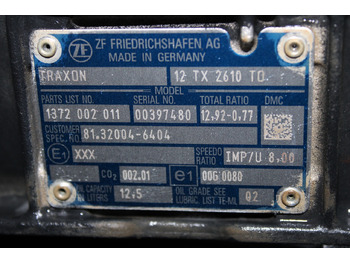 ZF FRIEDRICHSHAFEN AG
MADE IN GERMANY
TRAXON 12 TX 2610 TO
PARTS LIST NO. SERIAL NO. TOTAL RATIO DMC
1372 002 011 00397480 12,92-0,77
CUSTOMER SPEC. NO. 81.32004-6404
E1 XXX SPEEDO RATIO IMP/U 8,00
CO2 002.01 e1 006 0080
OIL CAPACITY IN LITERS 12,5 OIL GRADE SEE LUBRIC. LIST TE-ML 02